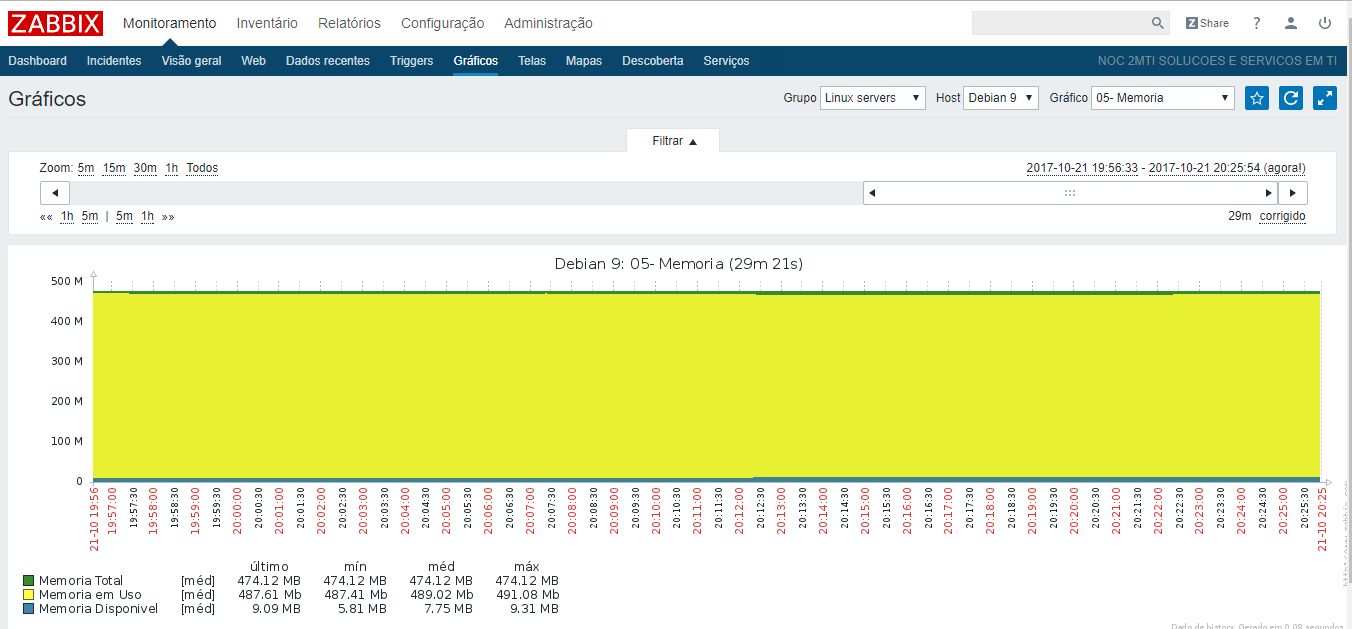 ZABBIX Monitoramento Inventário Relatórios Configuração Administração Z Share ?
Dashboard Incidentes Visão geral Web Dados recentes Triggers Gráficos Telas Mapas Descoberta Serviços NOC 2MTI SOLUCOES E SERVICOS EM TI
Gráficos Grupo Linux servers Host Debian 9 Gráfico 05- Memoria
Filtrar
Zoom: 5m 15m 30m 1h Todos 2017-10-21 19:56:33 - 2017-10-21 20:25:54 (agora!)
«« 1h 5m | 5m 1h »» 29m corrigido
Debian 9: 05- Memoria (29m 21s)
500 M
400 M
300 M
200 M
100 M
0
21-10 19:56 19:57:00 19:57:30 19:58:00 19:58:30 19:59:00 19:59:30 20:00:00 20:00:30 20:01:00 20:01:30 20:02:00 20:02:30 20:03:00 20:03:30 20:04:00 20:04:30 20:05:00 20:05:30 20:06:00 20:06:30 20:07:00 20:07:30 20:08:00 20:08:30 20:09:00 20:09:30 20:10:00 20:10:30 20:11:00 20:11:30 20:12:00 20:12:30 20:13:00 20:13:30 20:14:00 20:14:30 20:15:00 20:15:30 20:16:00 20:16:30 20:17:00 20:17:30 20:18:00 20:18:30 20:19:00 20:19:30 20:20:00 20:20:30 20:21:00 20:21:30 20:22:00 20:22:30 20:23:00 20:23:30 20:24:00 20:24:30 20:25:00 20:25:30 21-10 20:25
último mín méd máx
Memoria Total [méd] 474.12 MB 474.12 MB 474.12 MB 474.12 MB
Memoria em Uso [méd] 487.61 Mb 487.41 Mb 489.02 Mb 491.08 Mb
Memoria Disponivel [méd] 9.09 MB 5.81 MB 7.75 MB 9.31 MB
Dado de history. Gerado em 0.08 segundos